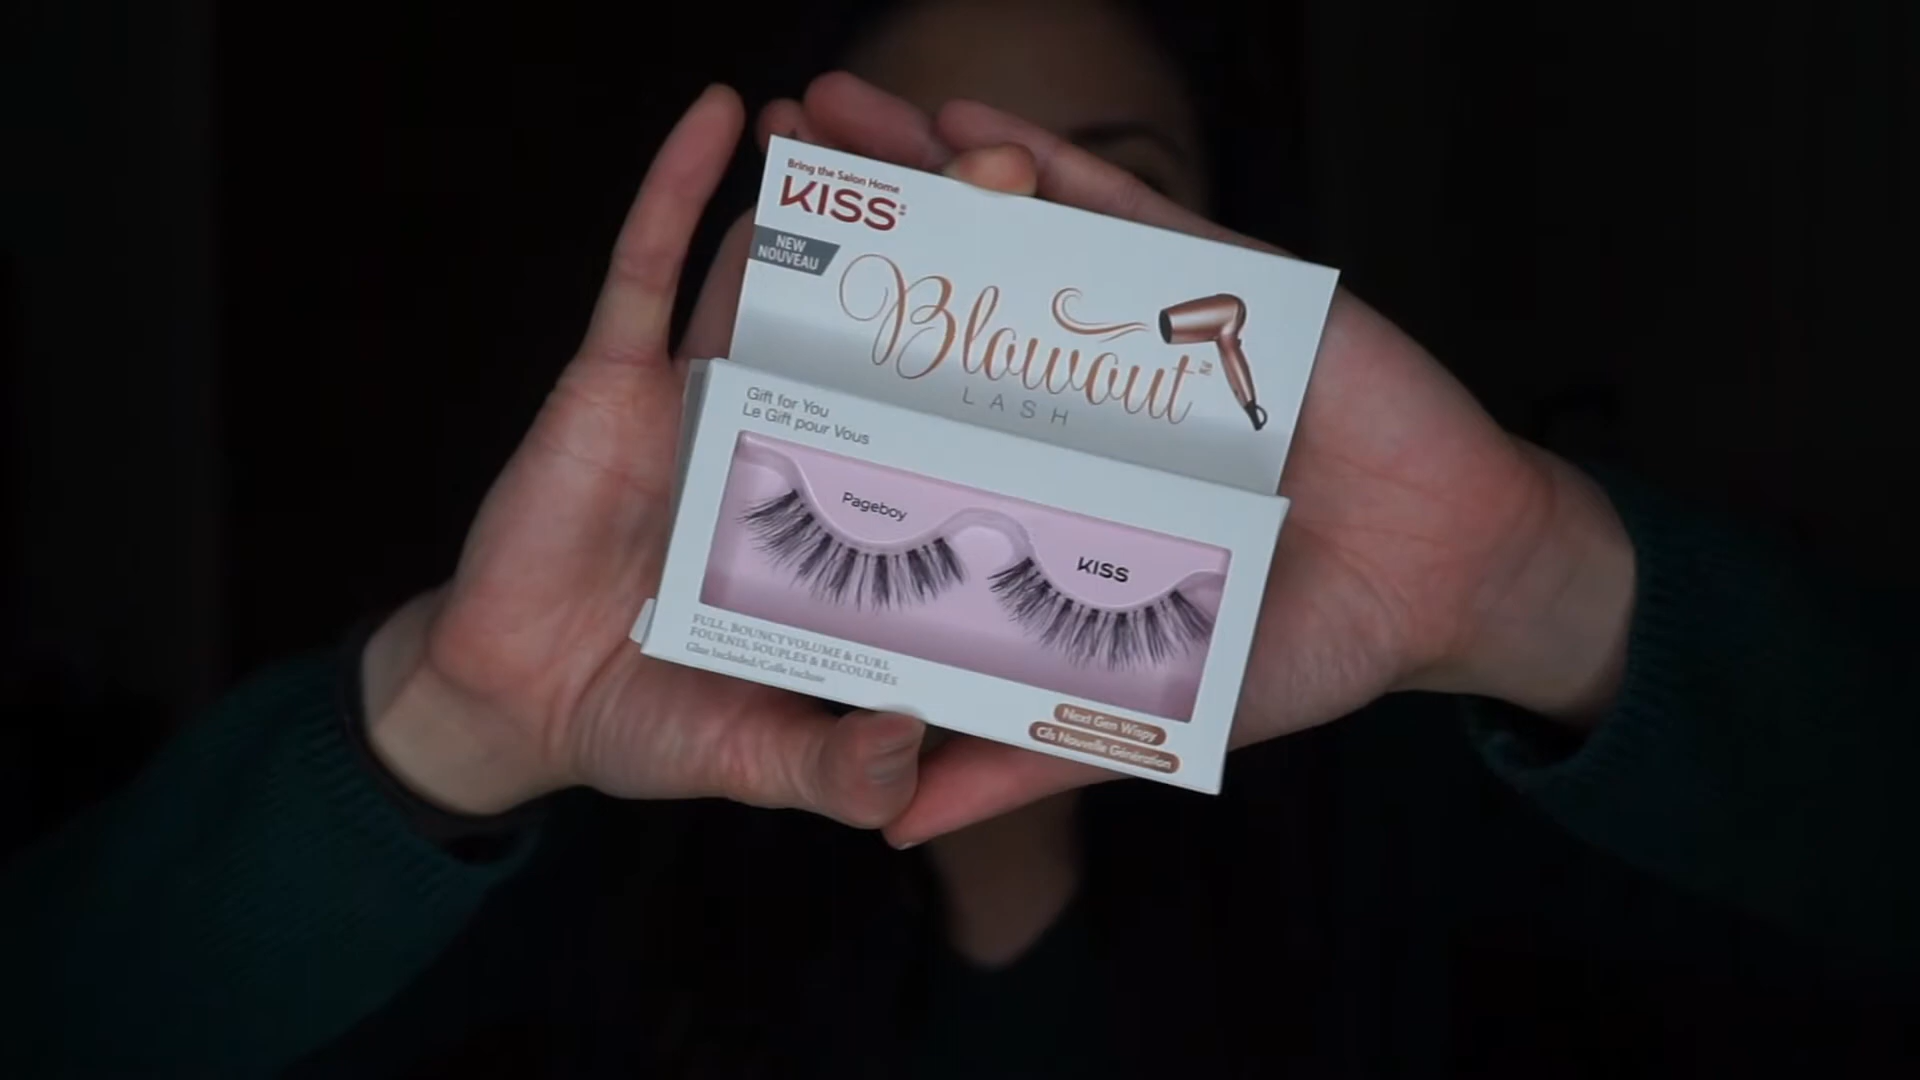 Bring the Salon Home
KISS®
NEW
NOUVEAU
Blowout™
LASH
Gift for You
Le Gift pour Vous
Pageboy
KISS
FULL, BOUNCY VOLUME & CURL
FOURNIS, SOUPLES & RECOURBÉS
Glue Included/Colle Incluse
Next Gen Wispy
Cils Nouvelle Génération